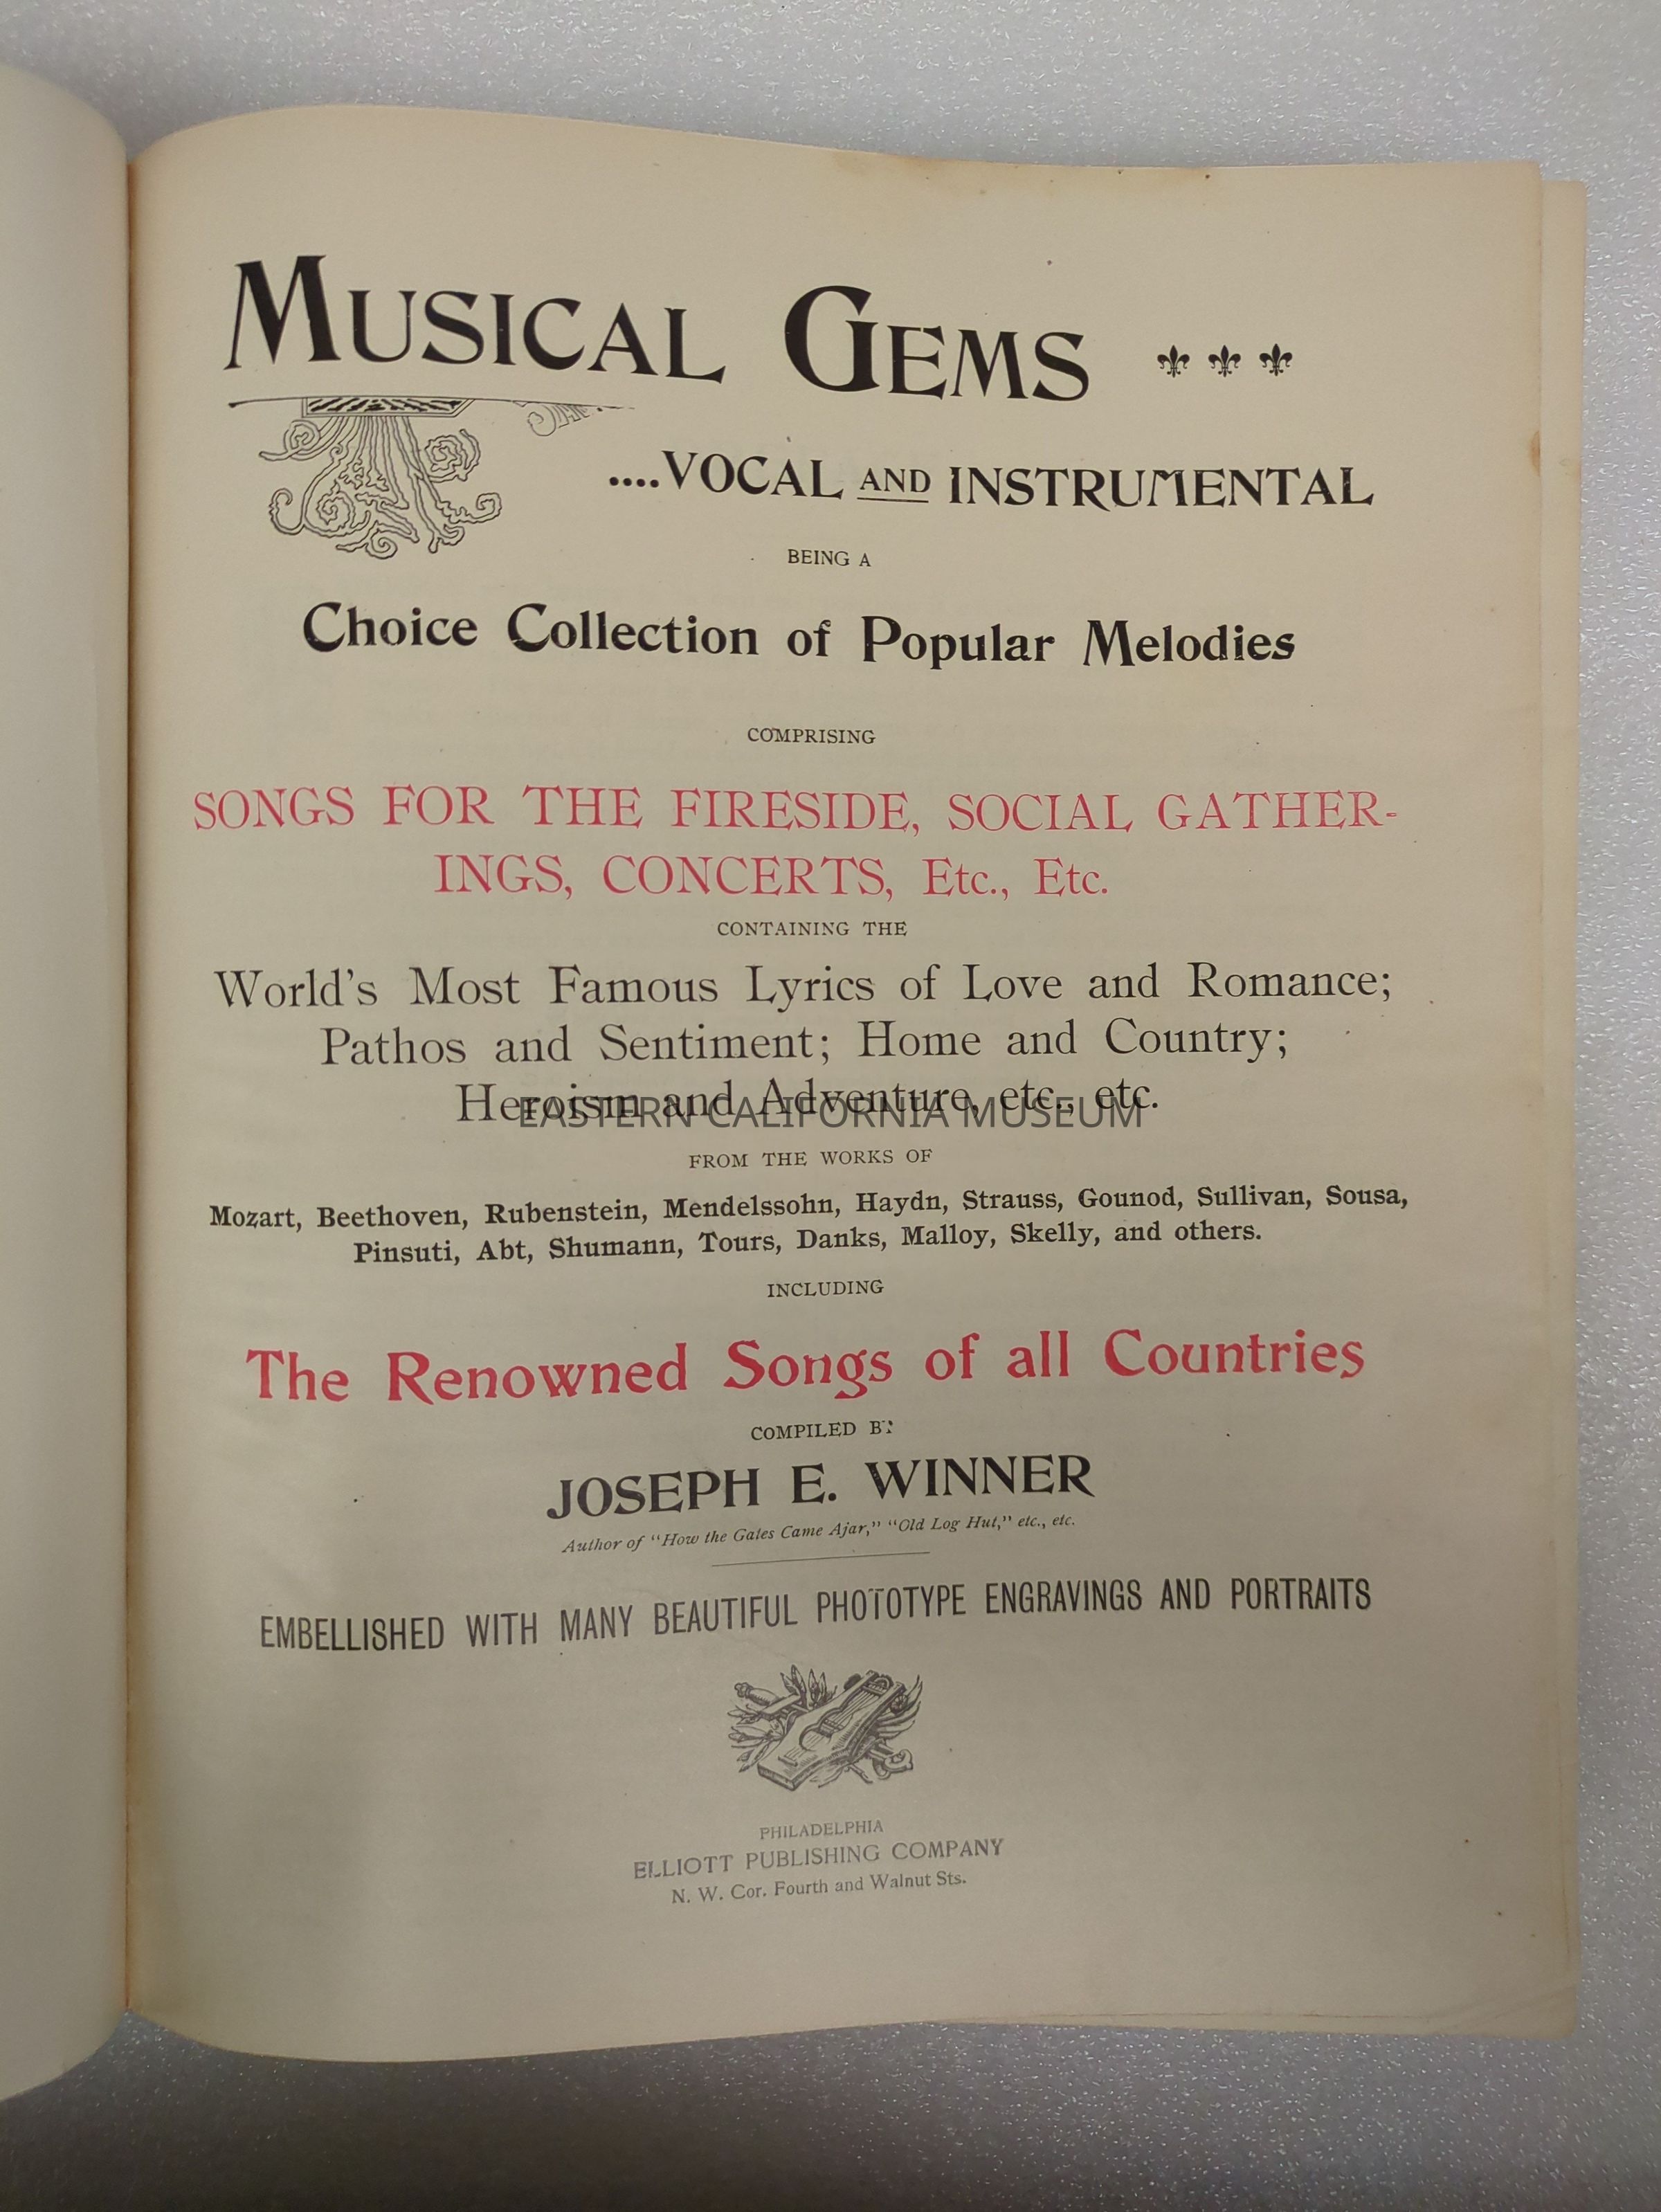 MUSICAL GEMS
....VOCAL AND INSTRUMENTAL
BEING A
Choice Collection of Popular Melodies
COMPRISING
SONGS FOR THE FIRESIDE, SOCIAL GATHER-
INGS, CONCERTS, Etc., Etc.
CONTAINING THE
World's Most Famous Lyrics of Love and Romance;
Pathos and Sentiment; Home and Country;
Heroism and Adventure, etc., etc.
EASTERN CALIFORNIA MUSEUM
FROM THE WORKS OF
Mozart, Beethoven, Rubenstein, Mendelssohn, Haydn, Strauss, Gounod, Sullivan, Sousa,
Pinsuti, Abt, Shumann, Tours, Danks, Malloy, Skelly, and others.
INCLUDING
The Renowned Songs of all Countries
COMPILED BY
JOSEPH E. WINNER
Author of "How the Gates Came Ajar," "Old Log Hut," etc., etc.
EMBELLISHED WITH MANY BEAUTIFUL PHOTOTYPE ENGRAVINGS AND PORTRAITS
PHILADELPHIA
ELLIOTT PUBLISHING COMPANY
N. W. Cor. Fourth and Walnut Sts.